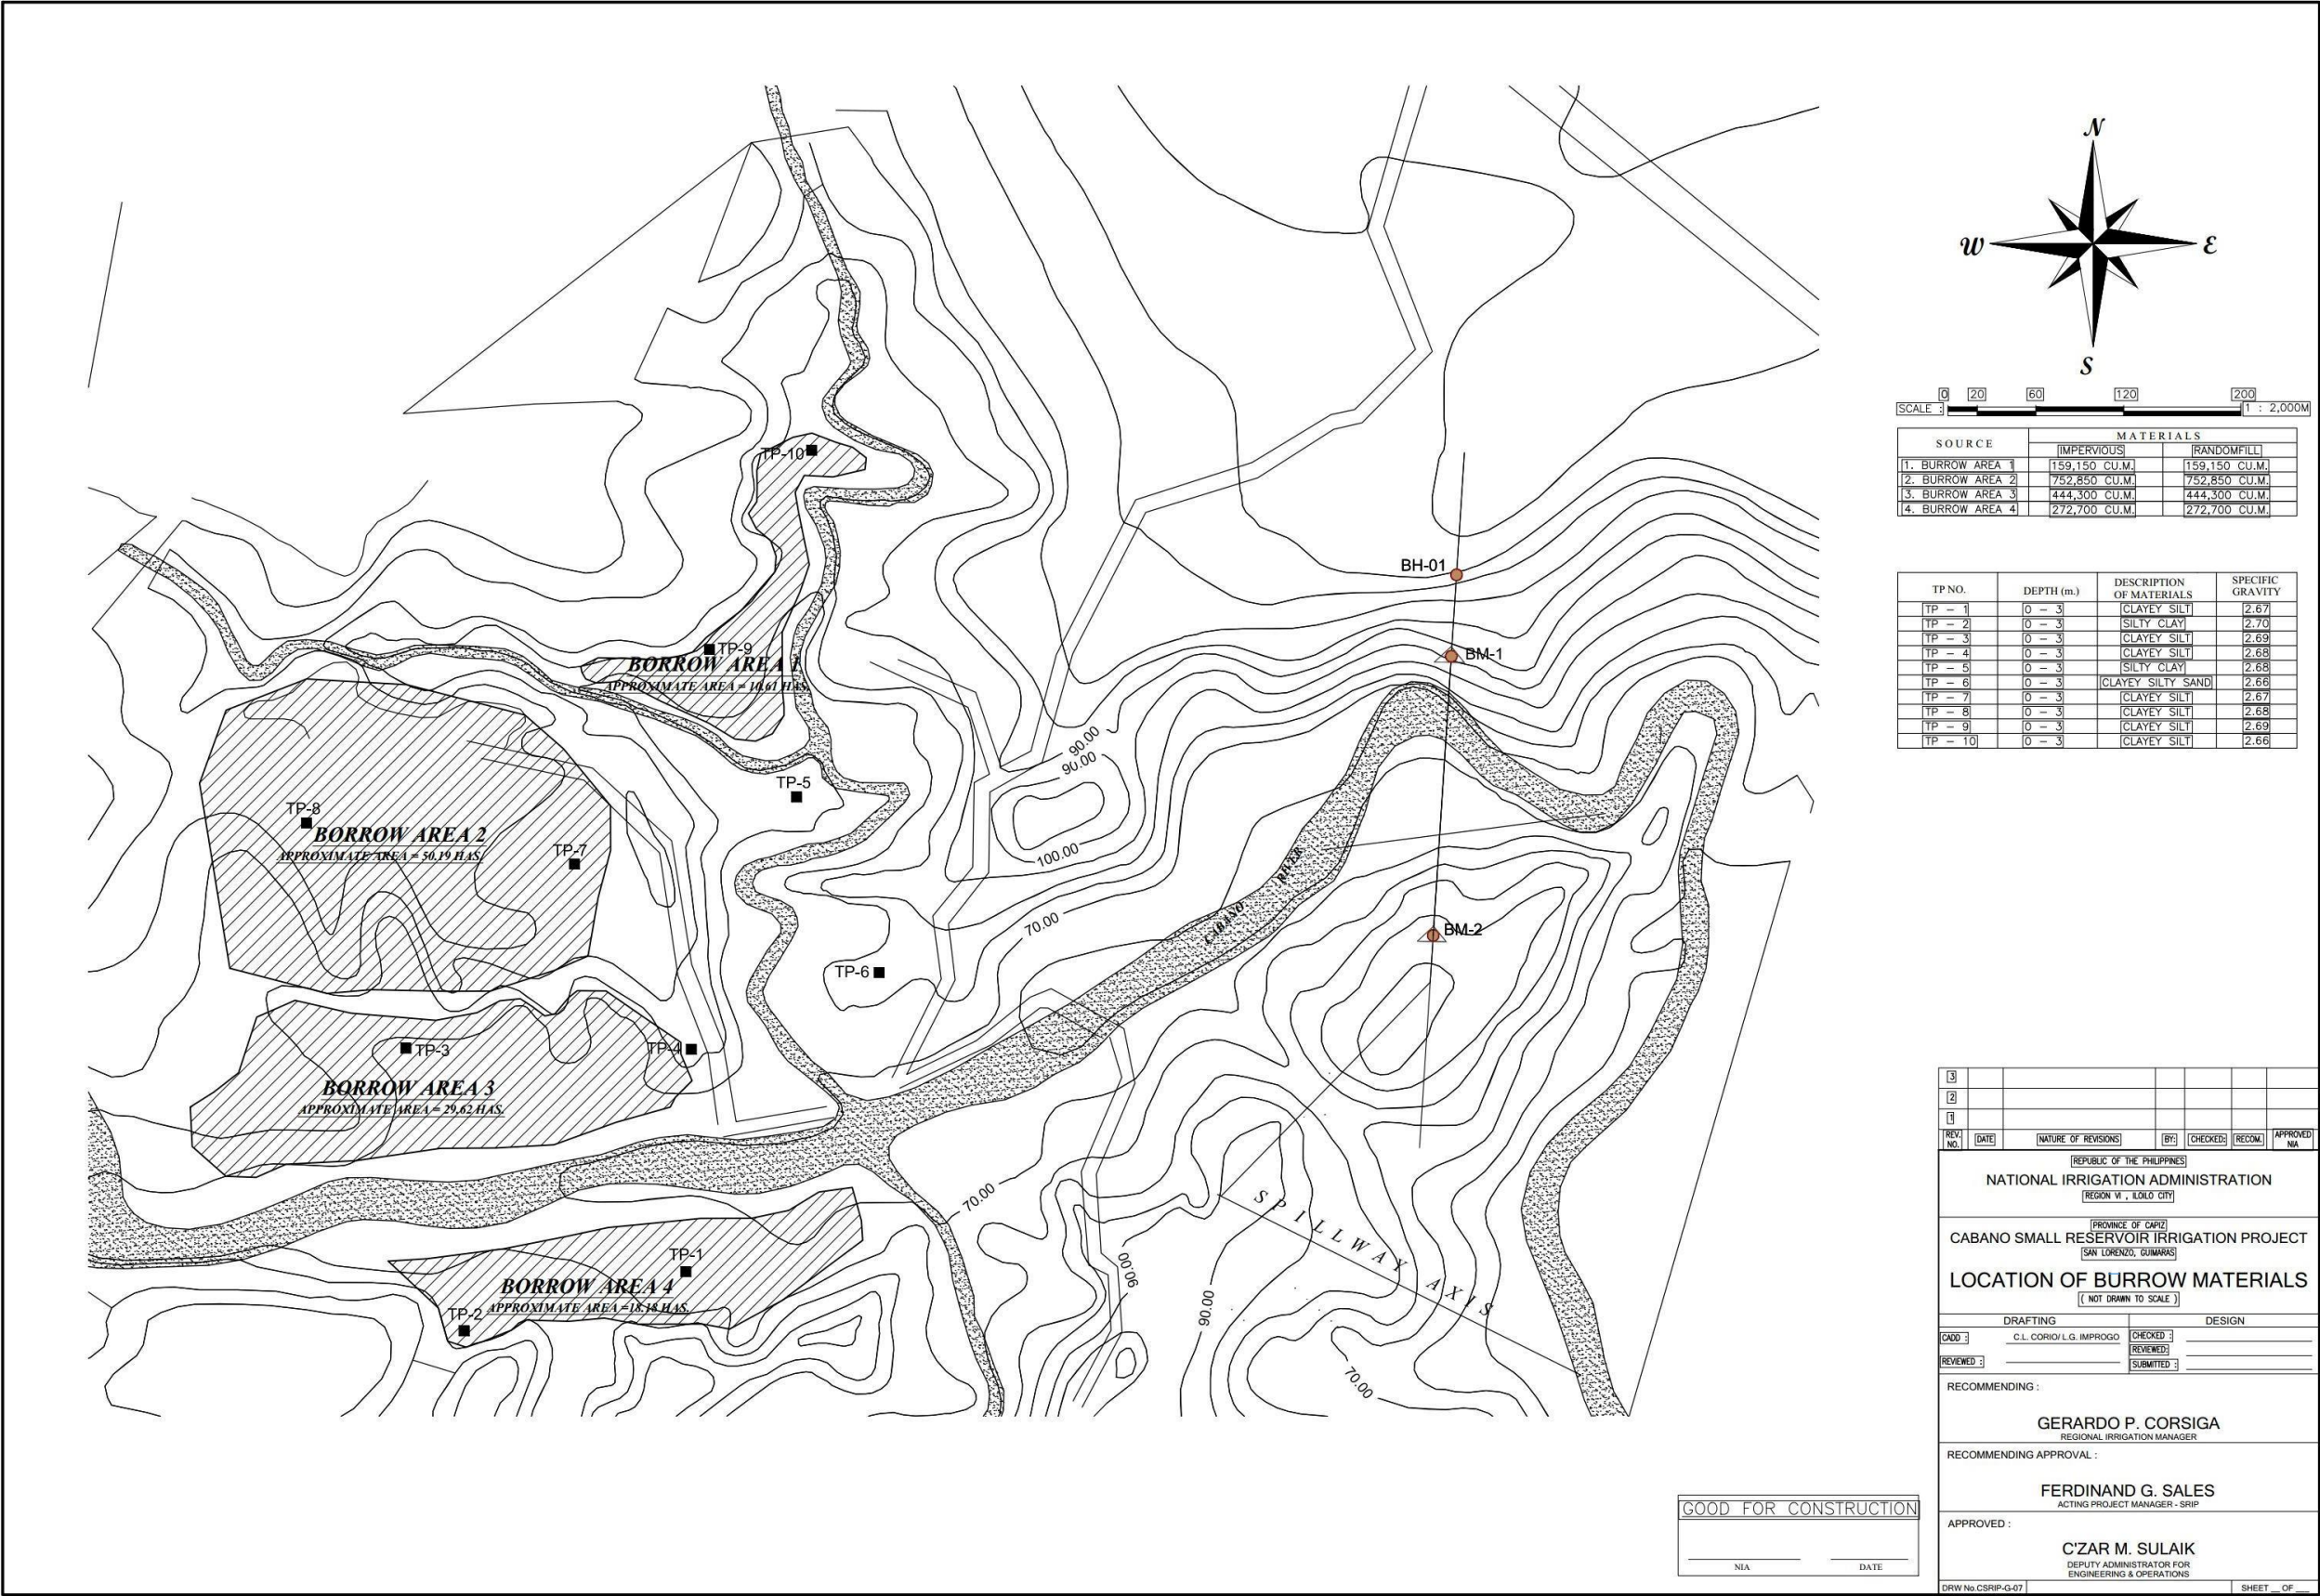 N
W
E
S
0 20 60 120 200
SCALE : 1 : 2,000M
SOURCE MATERIALS
IMPERVIOUS RANDOMFILL
1. BURROW AREA 1 159,150 CU.M. 159,150 CU.M.
2. BURROW AREA 2 752,850 CU.M. 752,850 CU.M.
3. BURROW AREA 3 444,300 CU.M. 444,300 CU.M.
4. BURROW AREA 4 272,700 CU.M. 272,700 CU.M.
TP NO. DEPTH (m.) DESCRIPTION OF MATERIALS SPECIFIC GRAVITY
TP - 1 0 - 3 CLAYEY SILT 2.67
TP - 2 0 - 3 SILTY CLAY 2.70
TP - 3 0 - 3 CLAYEY SILT 2.69
TP - 4 0 - 3 CLAYEY SILT 2.68
TP - 5 0 - 3 SILTY CLAY 2.68
TP - 6 0 - 3 CLAYEY SILTY SAND 2.66
TP - 7 0 - 3 CLAYEY SILT 2.67
TP - 8 0 - 3 CLAYEY SILT 2.68
TP - 9 0 - 3 CLAYEY SILT 2.69
TP - 10 0 - 3 CLAYEY SILT 2.66
TP-10
BH-01
TP-9
BM-1
BORROW AREA 1
APPROXIMATE AREA = 10.61 HAS.
90.00
90.00
TP-5
TP-8
BORROW AREA 2
APPROXIMATE AREA = 50.19 HAS.
TP-7
100.00
CABANO RIVER
70.00
BM-2
TP-6
TP-3
TP-4
BORROW AREA 3
APPROXIMATE AREA = 29.62 HAS.
70.00
SPILLWAY AXIS
TP-1
90.00
90.00
BORROW AREA 4
APPROXIMATE AREA =18.18 HAS.
TP-2
70.00
3
2
1
REV. NO. DATE NATURE OF REVISIONS BY: CHECKED: RECOM. APPROVED NIA
REPUBLIC OF THE PHILIPPINES
NATIONAL IRRIGATION ADMINISTRATION
REGION VI , ILOILO CITY
PROVINCE OF CAPIZ
CABANO SMALL RESERVOIR IRRIGATION PROJECT
SAN LORENZO, GUIMARAS
LOCATION OF BURROW MATERIALS
( NOT DRAWN TO SCALE )
DRAFTING DESIGN
CADD : C.L. CORIO/ L.G. IMPROGO CHECKED :
REVIEWED:
REVIEWED : SUBMITTED :
RECOMMENDING :
GERARDO P. CORSIGA
REGIONAL IRRIGATION MANAGER
RECOMMENDING APPROVAL :
FERDINAND G. SALES
ACTING PROJECT MANAGER - SRIP
APPROVED :
C'ZAR M. SULAIK
DEPUTY ADMINISTRATOR FOR
ENGINEERING & OPERATIONS
DRW No.CSRIP-G-07 SHEET __ OF __
GOOD FOR CONSTRUCTION
NIA DATE